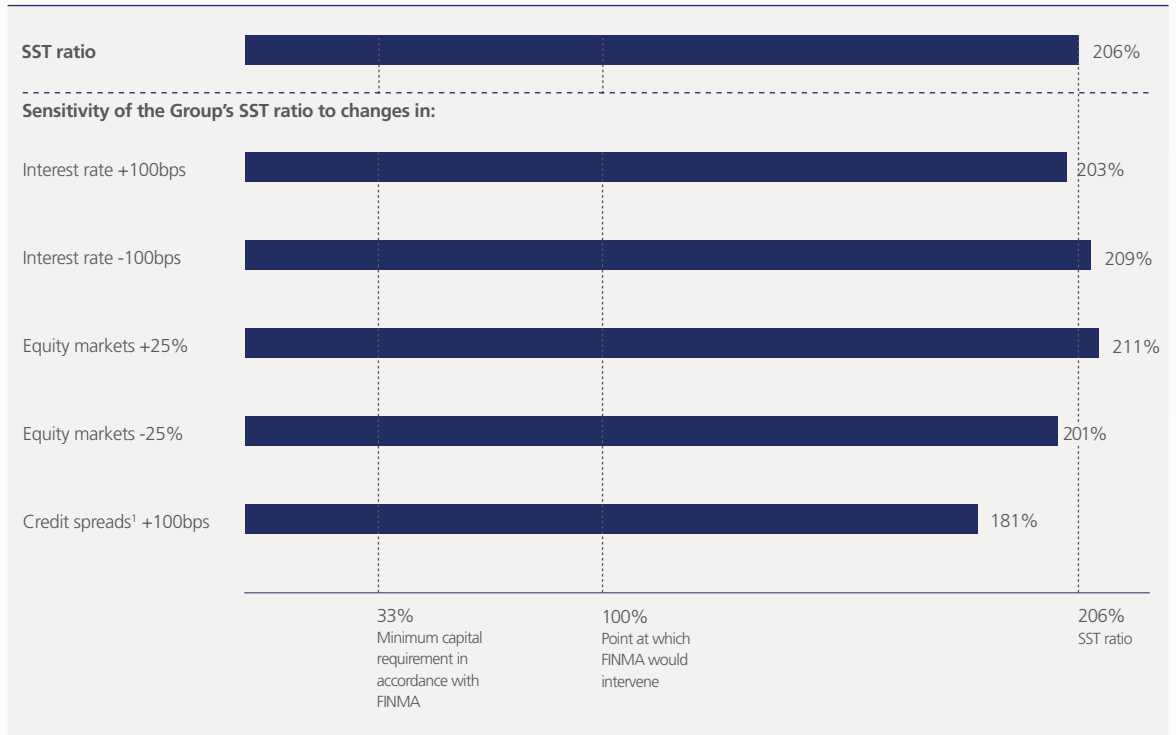 SST ratio
206%
Sensitivity of the Group's SST ratio to changes in:
Interest rate +100bps
203%
Interest rate -100bps
209%
Equity markets +25%
211%
Equity markets -25%
201%
Credit spreads¹ +100bps
181%
33%
Minimum capital
requirement in
accordance with
FINMA
100%
Point at which
FINMA would
intervene
206%
SST ratio